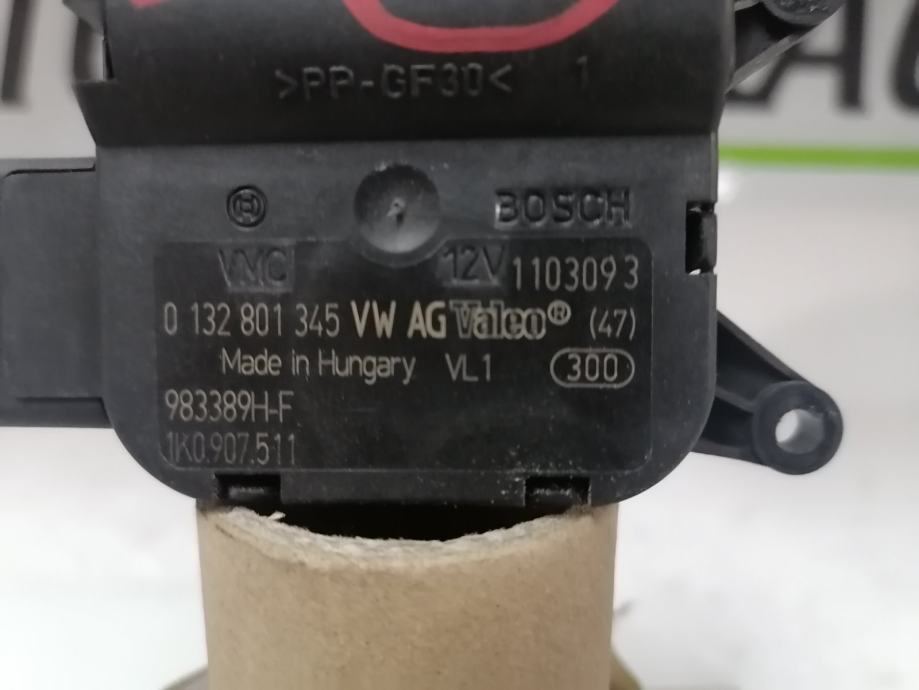 >PP-GF30< 1
BOSCH
VMC 12V 1103093
0 132 801 345 VW AG Valeo® (47)
Made in Hungary VL1 300
983389H-F
1K0.907.511